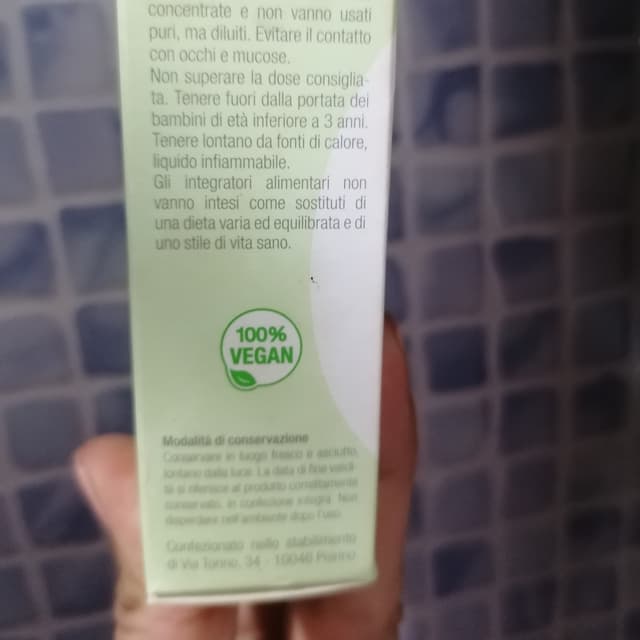 concentrate e non vanno usati
puri, ma diluiti. Evitare il contatto
con occhi e mucose.
Non superare la dose consiglia-
ta. Tenere fuori dalla portata dei
bambini di età inferiore a 3 anni.
Tenere lontano da fonti di calore,
liquido infiammabile.
Gli integratori alimentari non
vanno intesi come sostituti di
una dieta varia ed equilibrata e di
uno stile di vita sano.
100%
VEGAN
Modalità di conservazione
Conservare in luogo fresco e asciutto,
lontano dalla luce. La data di fine validi-
tà si riferisce al prodotto correttamente
conservato, in confezione integra. Non
disperdere nell'ambiente dopo l'uso.
Confezionato nello stabilimento
di Via Torino, 34 - 10046 Poirino